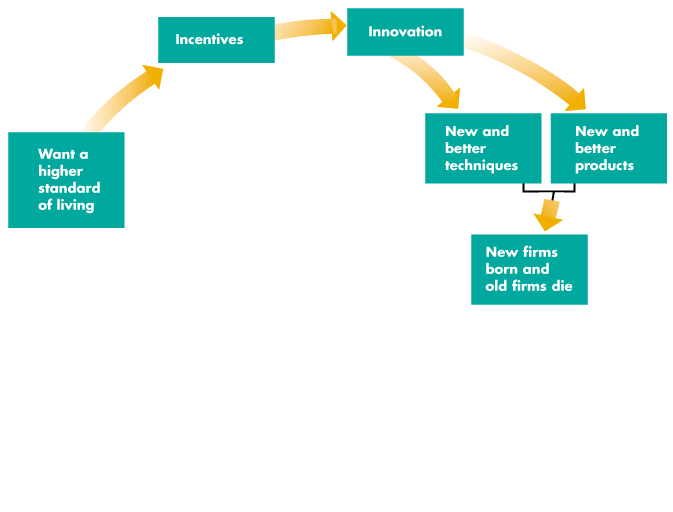 Incentives
Innovation
Want a
higher
standard
of living
New and
better
techniques
New and
better
products
New firms
born and
old firms die